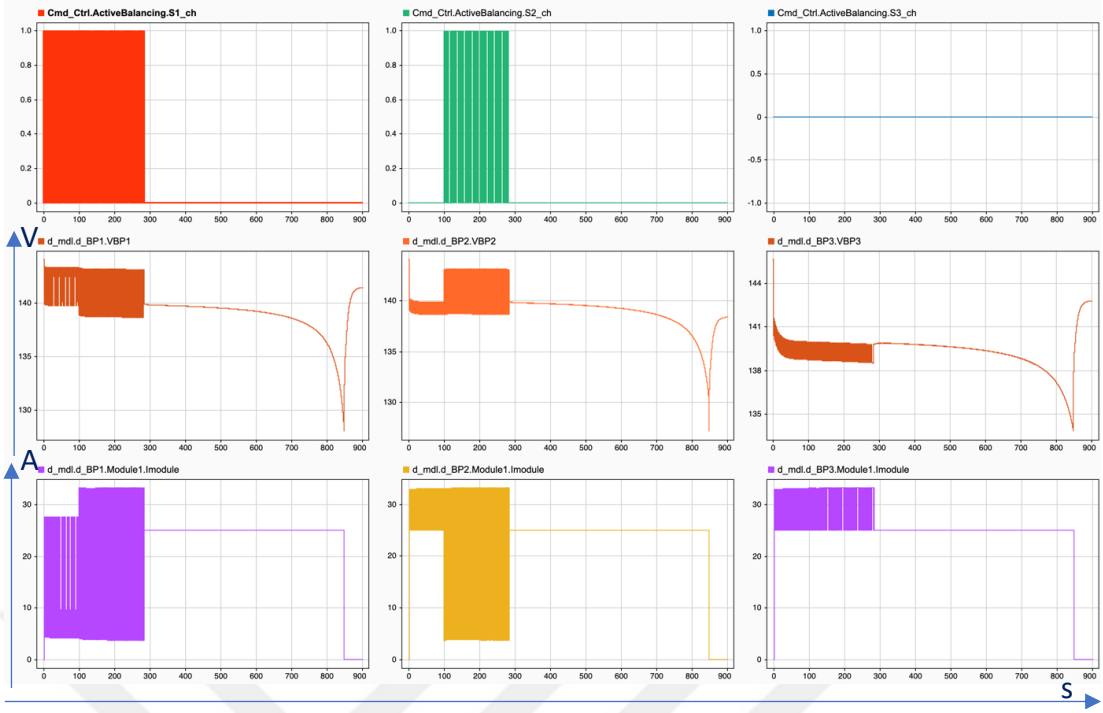 Cmd_Ctrl.ActiveBalancing.S1_ch
1.0
0.8
0.6
0.4
0.2
0
0 100 200 300 400 500 600 700 800 900
Cmd_Ctrl.ActiveBalancing.S2_ch
1.0
0.8
0.6
0.4
0.2
0
0 100 200 300 400 500 600 700 800 900
Cmd_Ctrl.ActiveBalancing.S3_ch
1.0
0.5
0
-0.5
-1.0
0 100 200 300 400 500 600 700 800 900
V
d_mdl.d_BP1.VBP1
140
135
130
0 100 200 300 400 500 600 700 800 900
d_mdl.d_BP2.VBP2
140
135
130
0 100 200 300 400 500 600 700 800 900
d_mdl.d_BP3.VBP3
144
141
138
135
0 100 200 300 400 500 600 700 800 900
A
d_mdl.d_BP1.Module1.Imodule
30
20
10
0
0 100 200 300 400 500 600 700 800 900
d_mdl.d_BP2.Module1.Imodule
30
20
10
0
0 100 200 300 400 500 600 700 800 900
d_mdl.d_BP3.Module1.Imodule
30
20
10
0
0 100 200 300 400 500 600 700 800 900
S